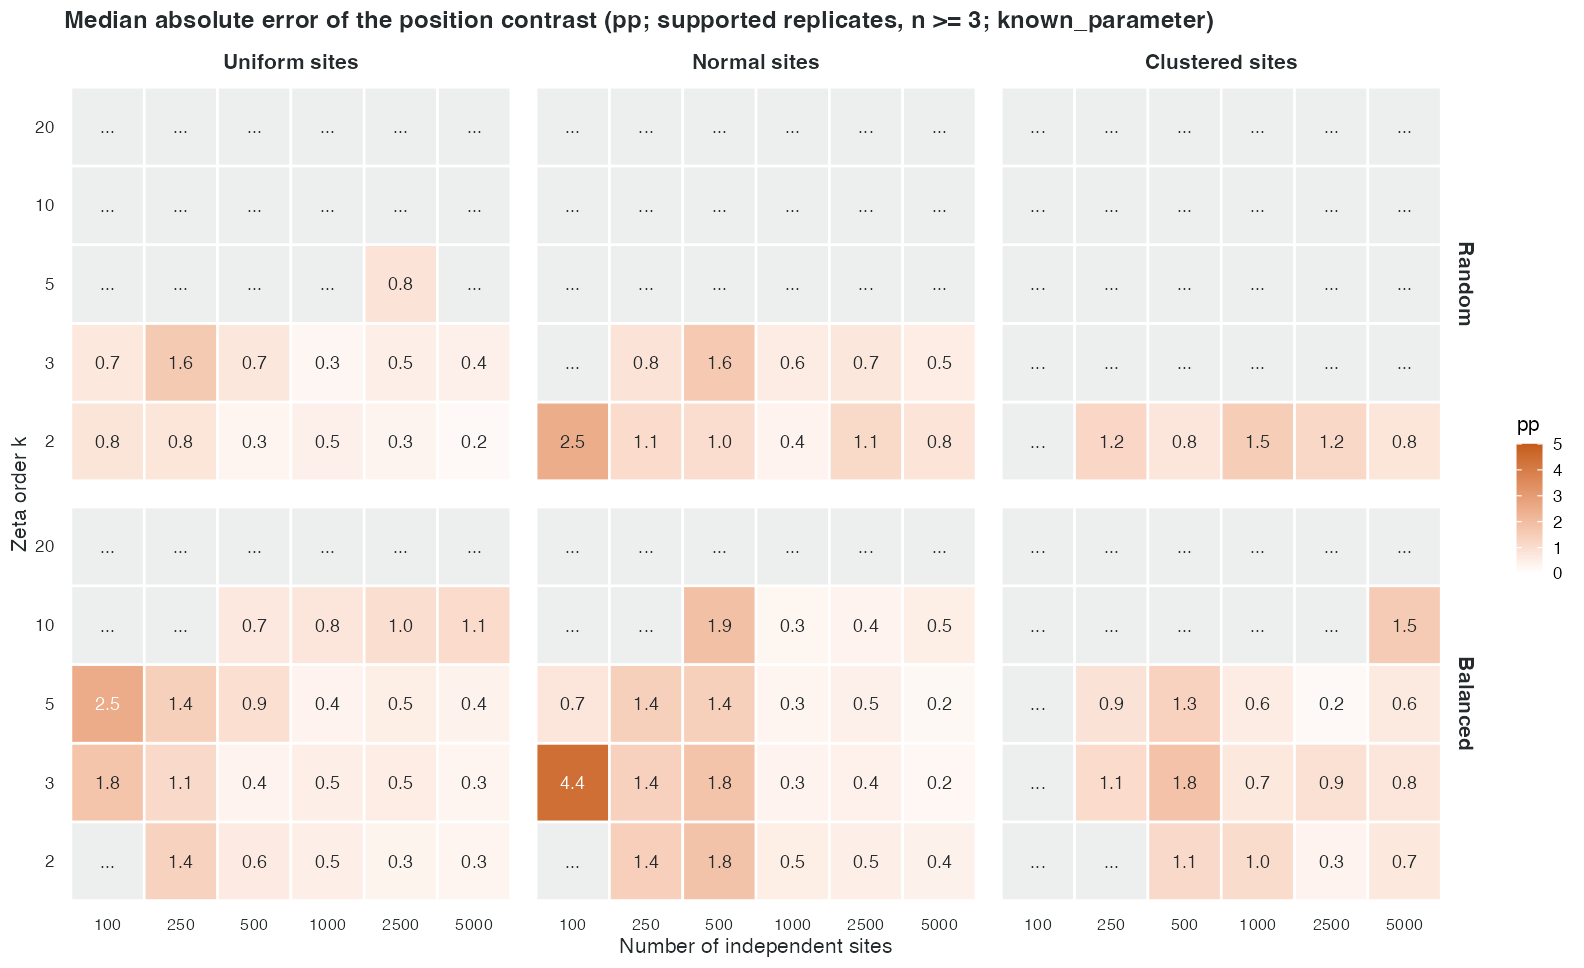 Median absolute error of the position contrast (pp; supported replicates, n >= 3; known_parameter)
Uniform sites Normal sites Clustered sites
20 ... ... ... ... ... ... ... ... ... ... ... ... ... ... ... ... ... ...
10 ... ... ... ... ... ... ... ... ... ... ... ... ... ... ... ... ... ...
5 ... ... ... ... 0.8 ... ... ... ... ... ... ... ... ... ... ... ... ...
3 0.7 1.6 0.7 0.3 0.5 0.4 ... 0.8 1.6 0.6 0.7 0.5 ... ... ... ... ... ...
2 0.8 0.8 0.3 0.5 0.3 0.2 2.5 1.1 1.0 0.4 1.1 0.8 ... 1.2 0.8 1.5 1.2 0.8
Random
20 ... ... ... ... ... ... ... ... ... ... ... ... ... ... ... ... ... ...
10 ... ... 0.7 0.8 1.0 1.1 ... ... 1.9 0.3 0.4 0.5 ... ... ... ... ... 1.5
5 2.5 1.4 0.9 0.4 0.5 0.4 0.7 1.4 1.4 0.3 0.5 0.2 ... 0.9 1.3 0.6 0.2 0.6
3 1.8 1.1 0.4 0.5 0.5 0.3 4.4 1.4 1.8 0.3 0.4 0.2 ... 1.1 1.8 0.7 0.9 0.8
2 ... 1.4 0.6 0.5 0.3 0.3 ... 1.4 1.8 0.5 0.5 0.4 ... ... 1.1 1.0 0.3 0.7
Balanced
100 250 500 1000 2500 5000 100 250 500 1000 2500 5000 100 250 500 1000 2500 5000
Number of independent sites
Zeta order k
pp
5
4
3
2
1
0